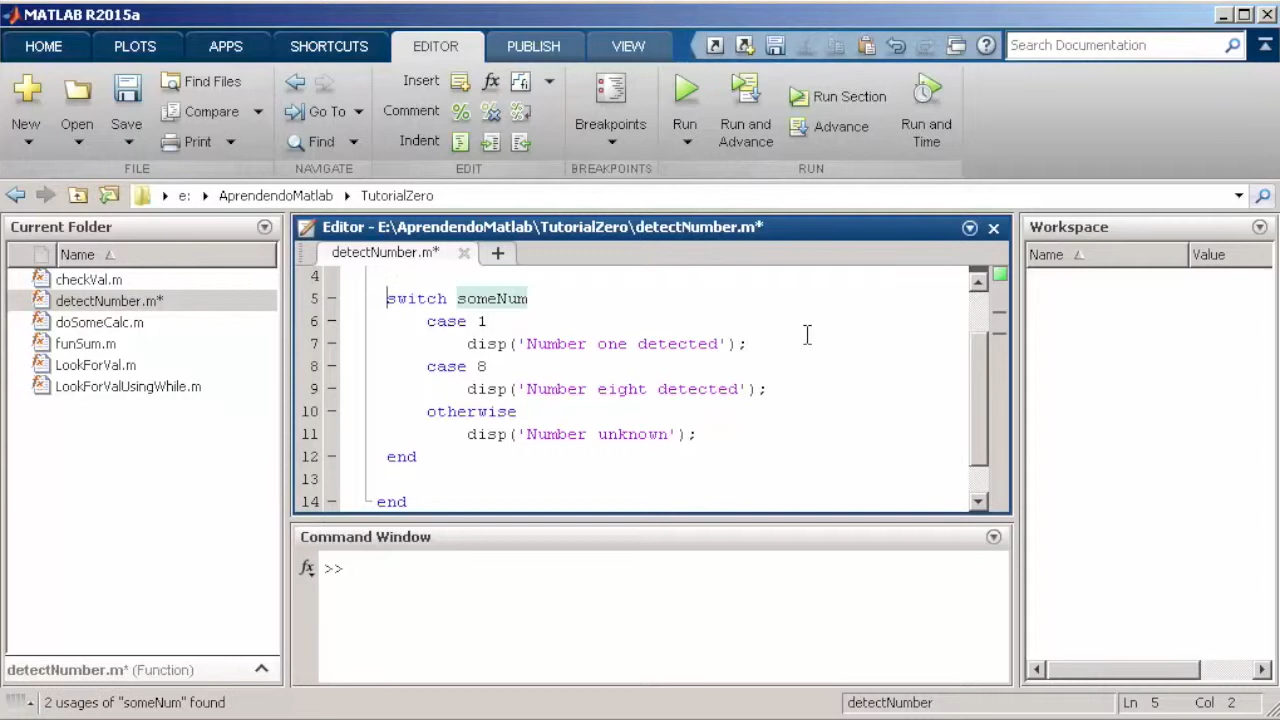 MATLAB R2015a
HOME PLOTS APPS SHORTCUTS EDITOR PUBLISH VIEW Search Documentation
New Open Save Find Files Compare Print
FILE
Go To Find
NAVIGATE
Insert fx
Comment
Indent
EDIT
Breakpoints
BREAKPOINTS
Run Run and Advance Run Section Advance Run and Time
RUN
e: AprendendoMatlab TutorialZero
Current Folder
Name
checkVal.m
detectNumber.m*
doSomeCalc.m
funSum.m
LookForVal.m
LookForValUsingWhile.m
detectNumber.m* (Function)
Editor - E:\AprendendoMatlab\TutorialZero\detectNumber.m*
detectNumber.m*
4
5 – switch someNum
6 – case 1
7 – disp('Number one detected');
8 – case 8
9 – disp('Number eight detected');
10 – otherwise
11 – disp('Number unknown');
12 – end
13
14 – end
Command Window
fx >>
Workspace
Name Value
2 usages of "someNum" found
detectNumber
Ln 5 Col 2